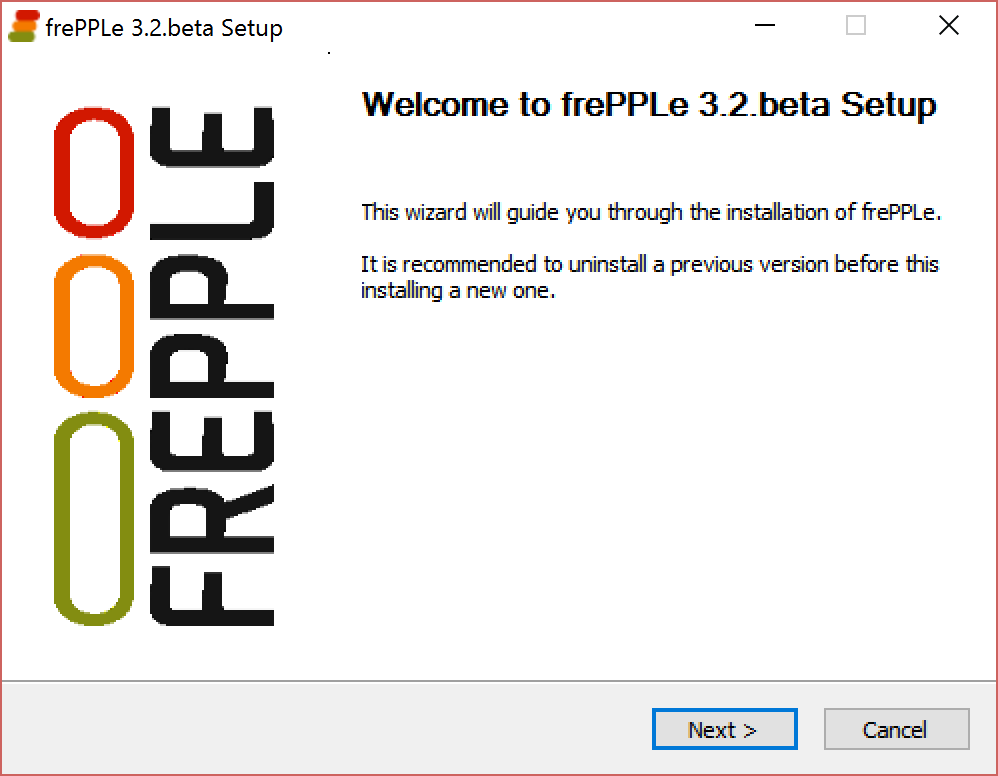 frePPLe 3.2.beta Setup
FREPPLE
Welcome to frePPLe 3.2.beta Setup
This wizard will guide you through the installation of frePPLe.
It is recommended to uninstall a previous version before this
installing a new one.
Next >
Cancel